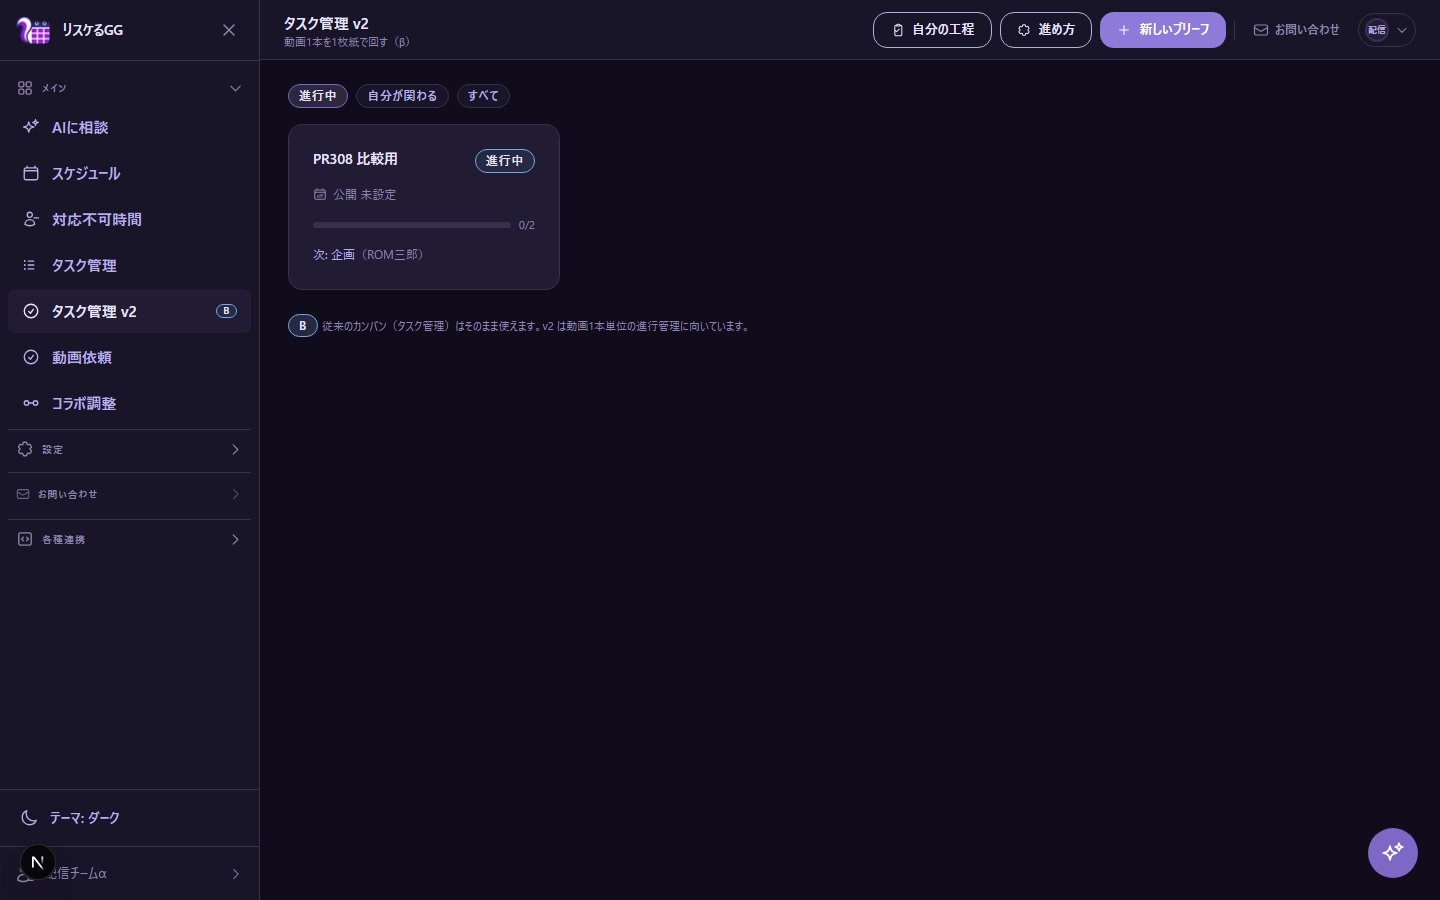 リスケるGG
メイン
AIに相談
スケジュール
対応不可時間
タスク管理
タスク管理 v2 B
動画依頼
コラボ調整
設定
お問い合わせ
各種連携
テーマ: ダーク
N
信チームα
タスク管理 v2
動画1本を1枚紙で回す（β）
自分の工程
進め方
新しいブリーフ
お問い合わせ
配信
進行中
自分が関わる
すべて
PR308 比較用
進行中
公開 未設定
0/2
次: 企画（ROM三郎）
B 従来のカンバン（タスク管理）はそのまま使えます。v2 は動画1本単位の進行管理に向いています。